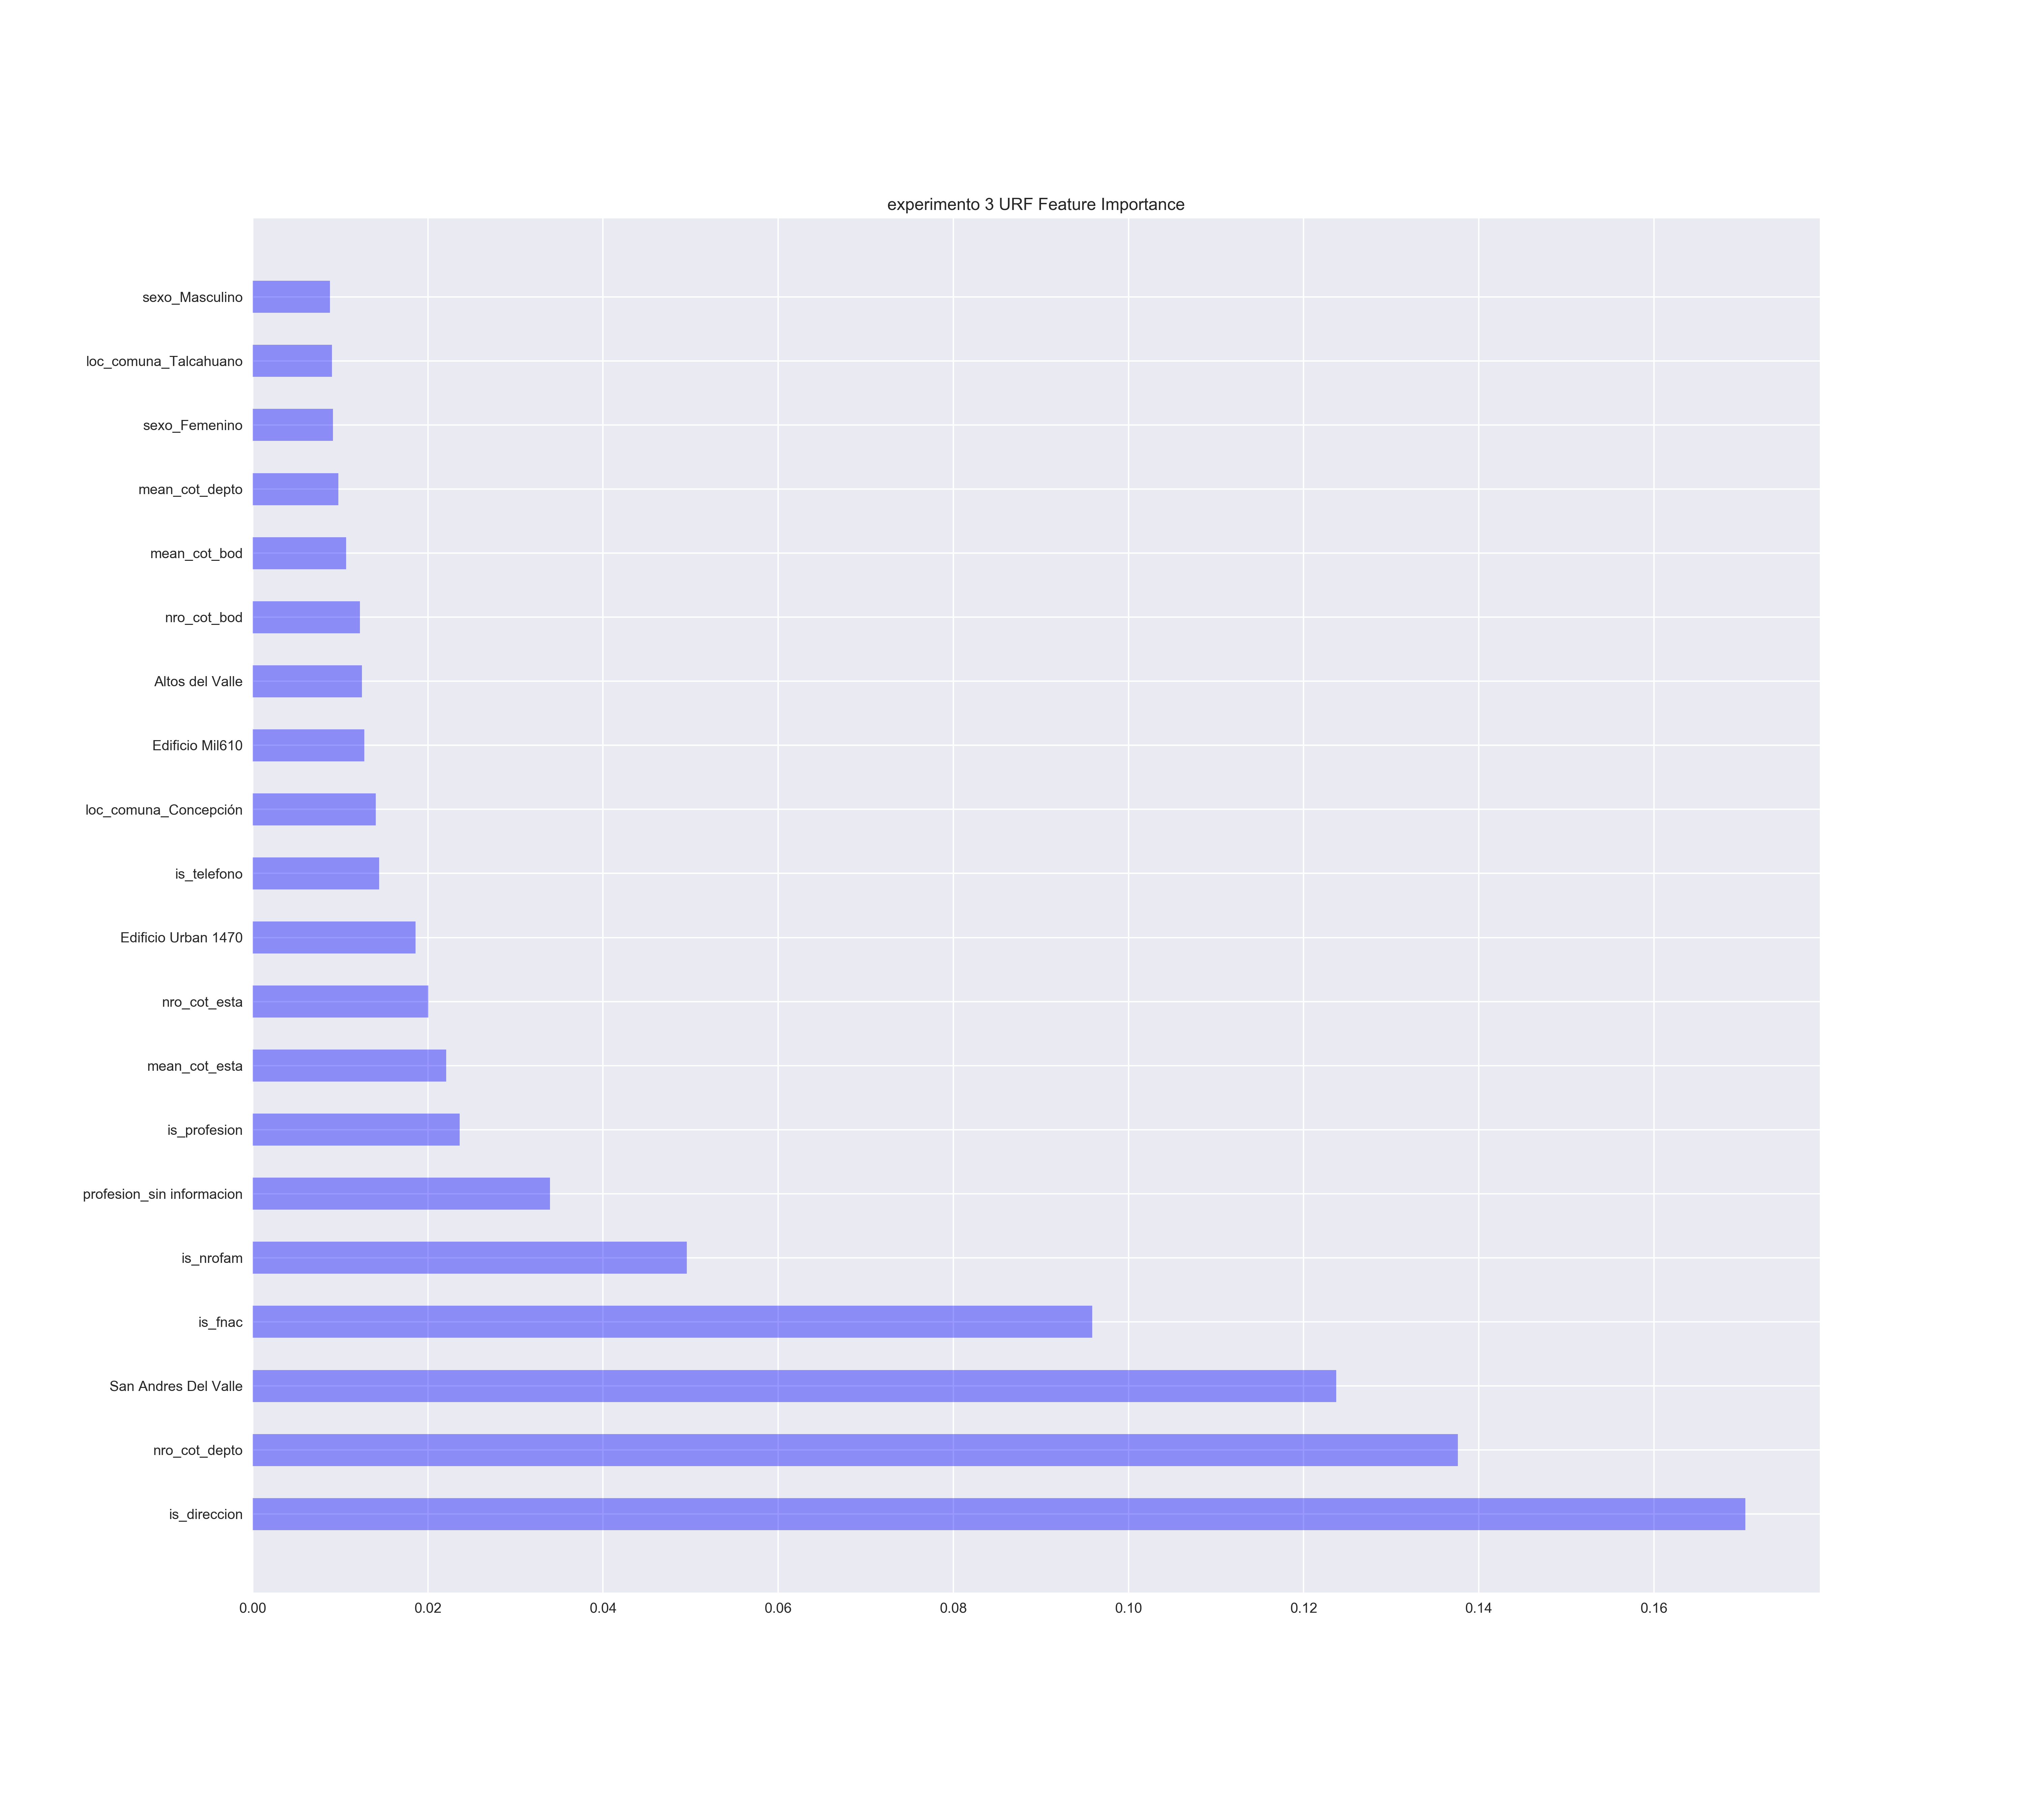 experimento 3 URF Feature Importance
sexo_Masculino
loc_comuna_Talcahuano
sexo_Femenino
mean_cot_depto
mean_cot_bod
nro_cot_bod
Altos del Valle
Edificio Mil610
loc_comuna_Concepción
is_telefono
Edificio Urban 1470
nro_cot_esta
mean_cot_esta
is_profesion
profesion_sin informacion
is_nrofam
is_fnac
San Andres Del Valle
nro_cot_depto
is_direccion
0.00 0.02 0.04 0.06 0.08 0.10 0.12 0.14 0.16